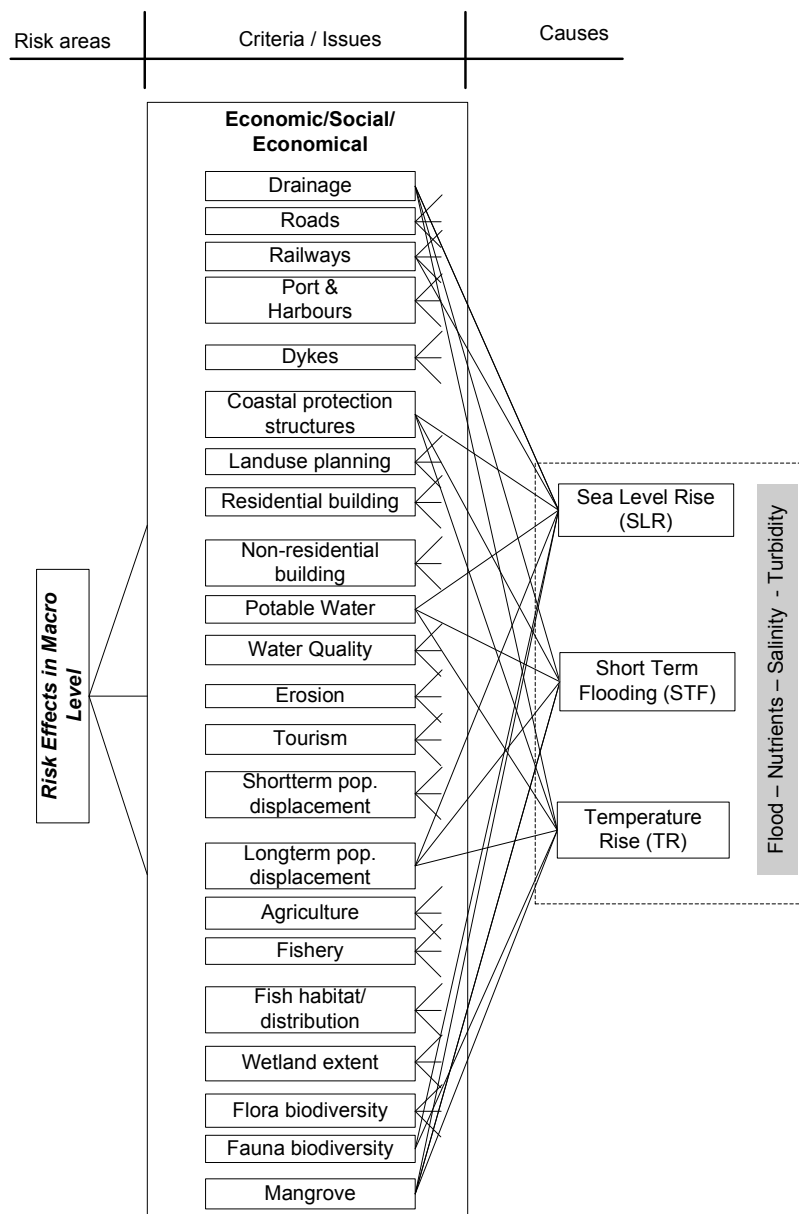 Risk areas
Criteria / Issues
Causes
Economic/Social/
Economical
Drainage
Roads
Railways
Port &
Harbours
Dykes
Coastal protection
structures
Landuse planning
Residential building
Non-residential
building
Potable Water
Water Quality
Erosion
Tourism
Shortterm pop.
displacement
Longterm pop.
displacement
Agriculture
Fishery
Fish habitat/
distribution
Wetland extent
Flora biodiversity
Fauna biodiversity
Mangrove
Risk Effects in Macro
Level
Sea Level Rise
(SLR)
Short Term
Flooding (STF)
Temperature
Rise (TR)
Flood – Nutrients – Salinity - Turbidity